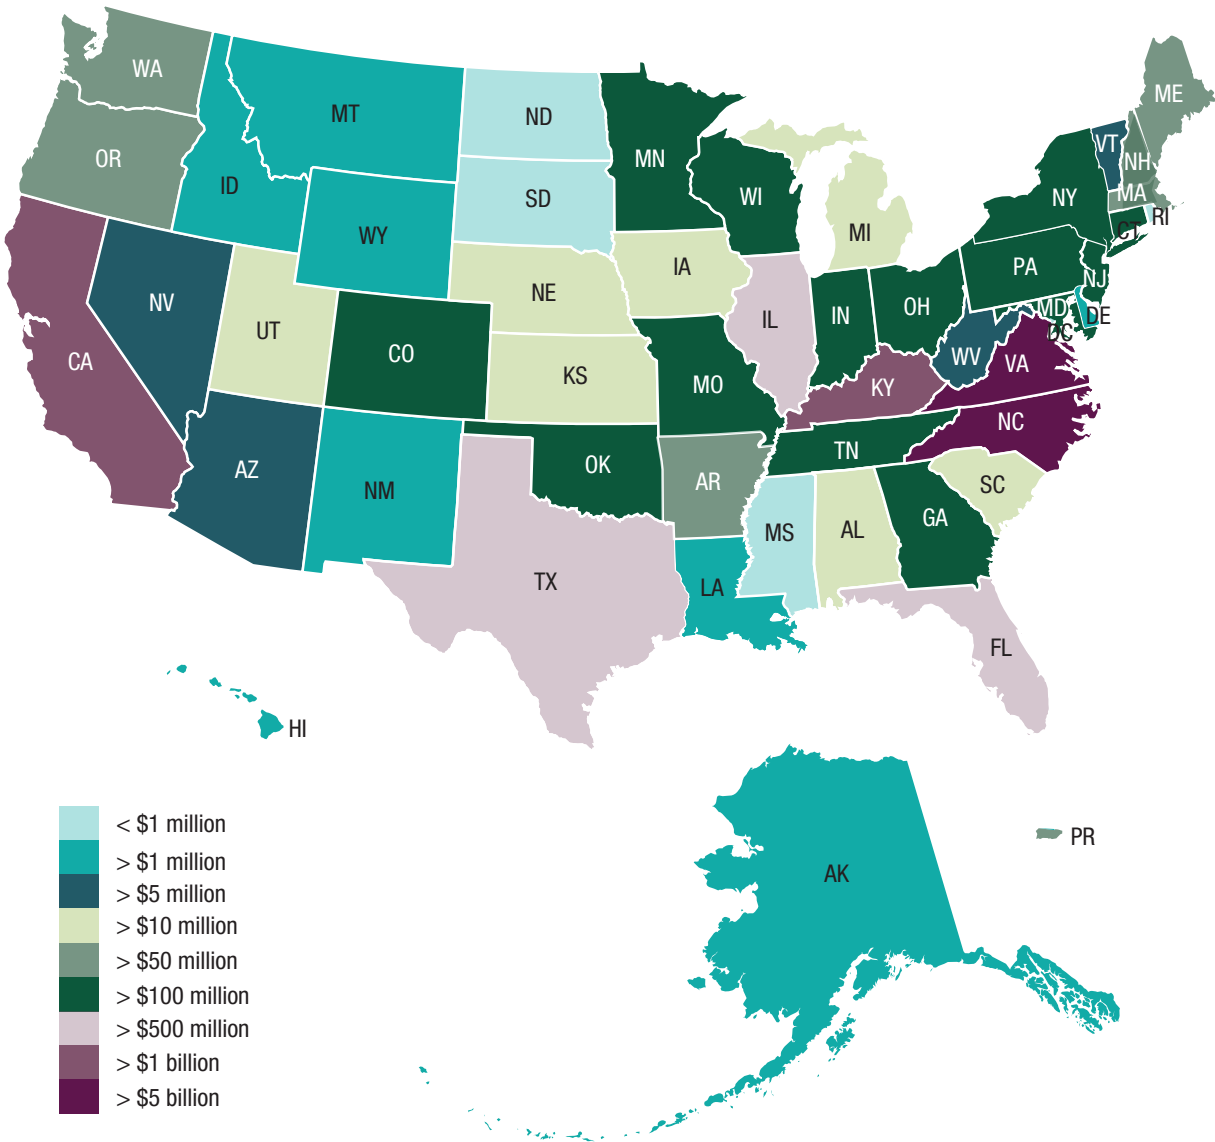 WA
ME
MT
ND
OR
MN
VT
NH
ID
SD
WI
MA
NY
RI
WY
MI
CT
IA
PA
NE
NJ
NV
UT
IL
IN
OH
MD
DE
DC
CO
WV
VA
CA
KS
MO
KY
NC
TN
AZ
OK
AR
SC
NM
GA
MS
AL
TX
LA
FL
HI
PR
AK
< $1 million
> $1 million
> $5 million
> $10 million
> $50 million
> $100 million
> $500 million
> $1 billion
> $5 billion